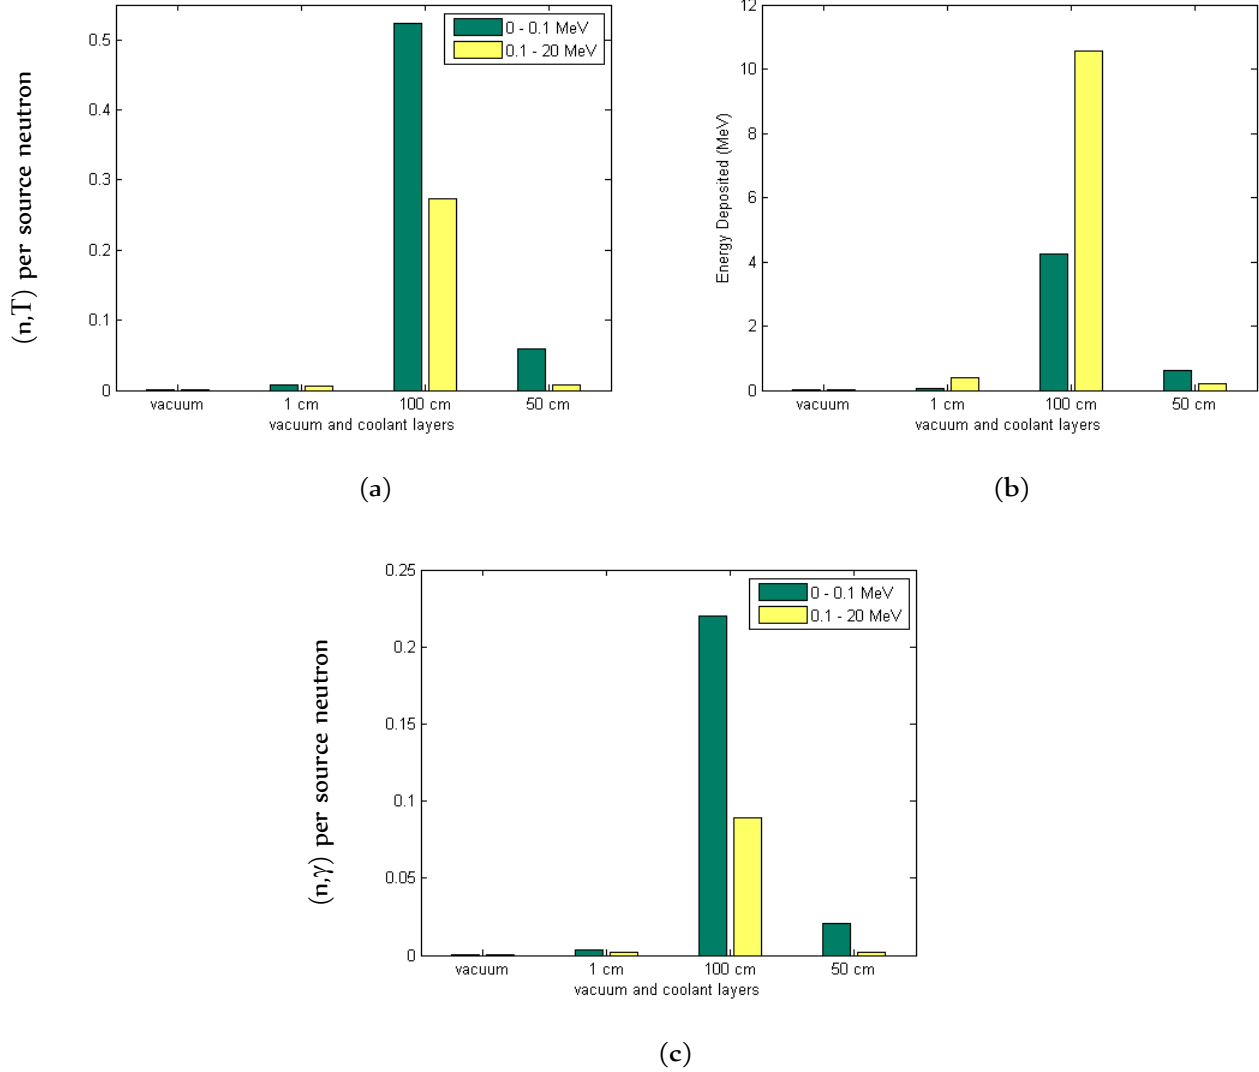 (n,T) per source neutron
0.5
0.4
0.3
0.2
0.1
0
0 - 0.1 MeV
0.1 - 20 MeV
vacuum 1 cm 100 cm 50 cm
vacuum and coolant layers
(a)
Energy Deposited (MeV)
12
10
8
6
4
2
0
vacuum 1 cm 100 cm 50 cm
vacuum and coolant layers
(b)
(n,γ) per source neutron
0.25
0.2
0.15
0.1
0.05
0
0 - 0.1 MeV
0.1 - 20 MeV
vacuum 1 cm 100 cm 50 cm
vacuum and coolant layers
(c)